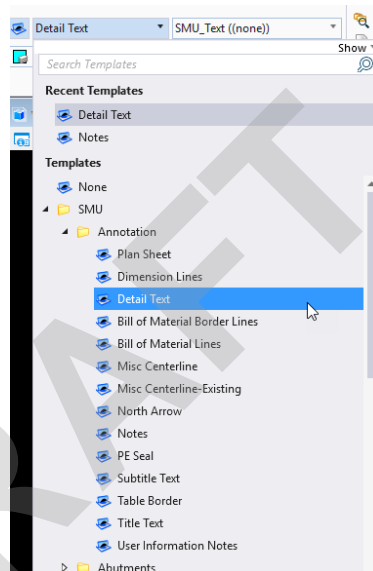 Detail Text SMU_Text ((none))
Show
Search Templates
Recent Templates
Detail Text
Notes
Templates
None
SMU
Annotation
Plan Sheet
Dimension Lines
Detail Text
Bill of Material Border Lines
Bill of Material Lines
Misc Centerline
Misc Centerline-Existing
North Arrow
Notes
PE Seal
Subtitle Text
Table Border
Title Text
User Information Notes
Abutments